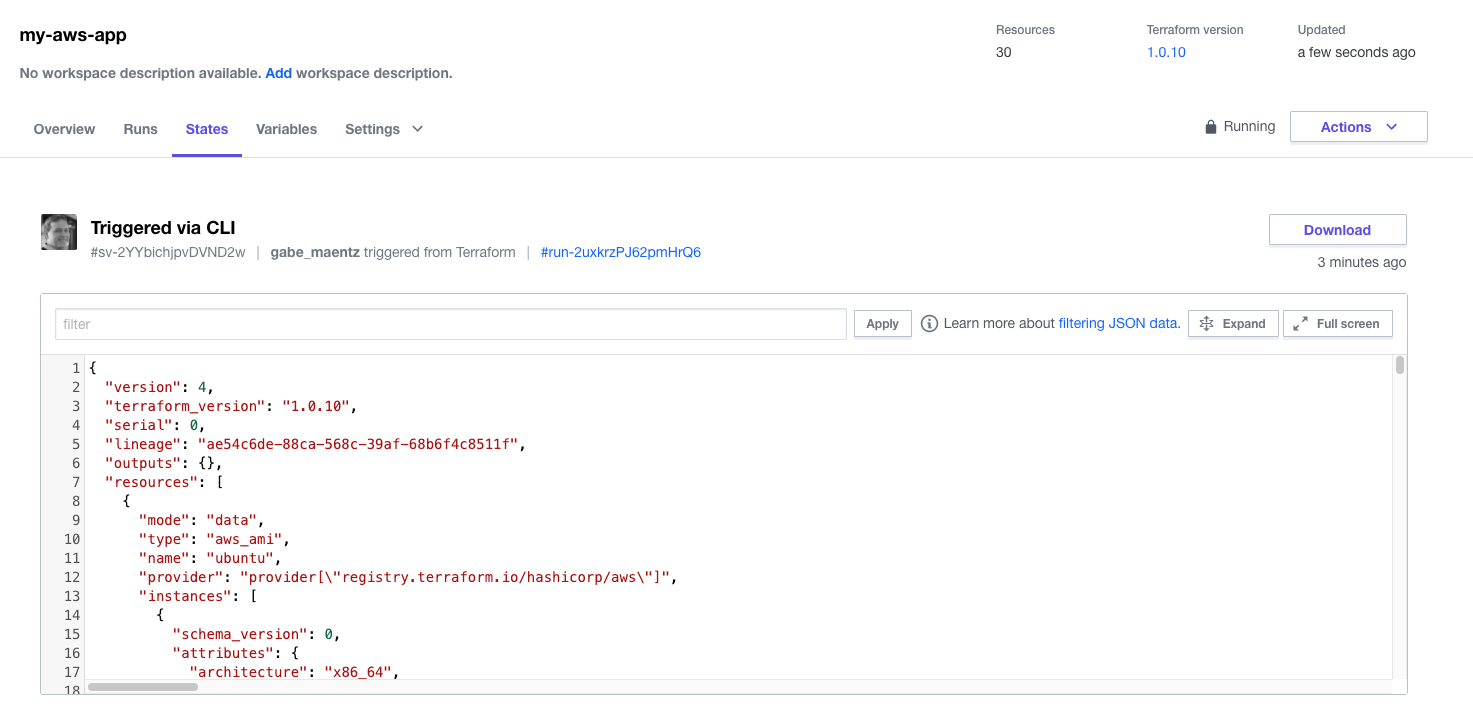 my-aws-app
Resources
Terraform version
Updated
30
1.0.10
a few seconds ago
No workspace description available. Add workspace description.
Overview
Runs
States
Variables
Settings
Running
Actions
Triggered via CLI
#sv-2YYbichjpvDVND2w | gabe_maentz triggered from Terraform | #run-2uxkrzPJ62pmHrQ6
Download
3 minutes ago
filter
Apply
Learn more about filtering JSON data.
Expand
Full screen
1 {
2 "version": 4,
3 "terraform_version": "1.0.10",
4 "serial": 0,
5 "lineage": "ae54c6de-88ca-568c-39af-68b6f4c8511f",
6 "outputs": {},
7 "resources": [
8 {
9 "mode": "data",
10 "type": "aws_ami",
11 "name": "ubuntu",
12 "provider": "provider[\"registry.terraform.io/hashicorp/aws\"]",
13 "instances": [
14 {
15 "schema_version": 0,
16 "attributes": {
17 "architecture": "x86_64",
18